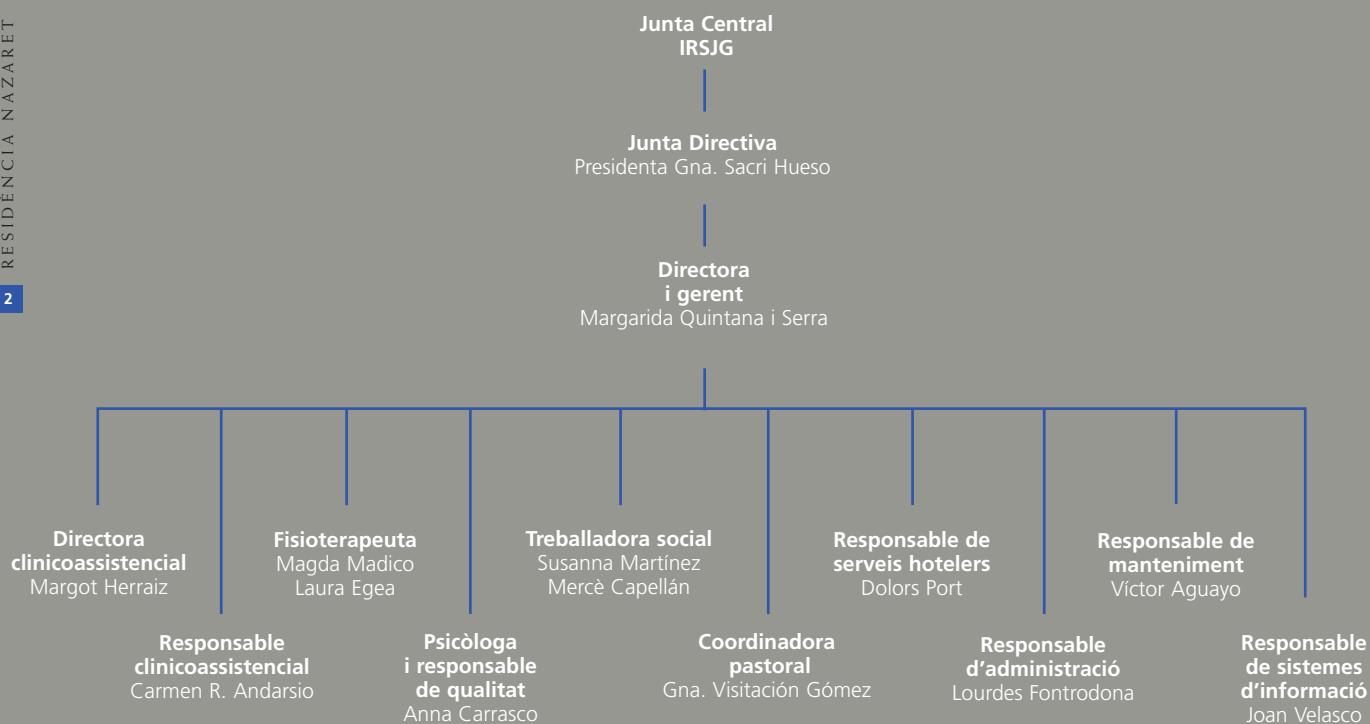 RESIDÈNCIA NAZARET
2
Junta Central
IRSJG
Junta Directiva
Presidenta Gna. Sacri Hueso
Directora
i gerent
Margarida Quintana i Serra
Directora
clinicoassistencial
Margot Herraiz
Responsable
clinicoassistencial
Carmen R. Andarsio
Fisioterapeuta
Magda Madico
Laura Egea
Psicòloga
i responsable
de qualitat
Anna Carrasco
Treballadora social
Susanna Martínez
Mercè Capellán
Coordinadora
pastoral
Gna. Visitación Gómez
Responsable de
serveis hotelers
Dolors Port
Responsable
d’administració
Lourdes Fontrodona
Responsable de
manteniment
Víctor Aguayo
Responsable
de sistemes
d’informació
Joan Velasco